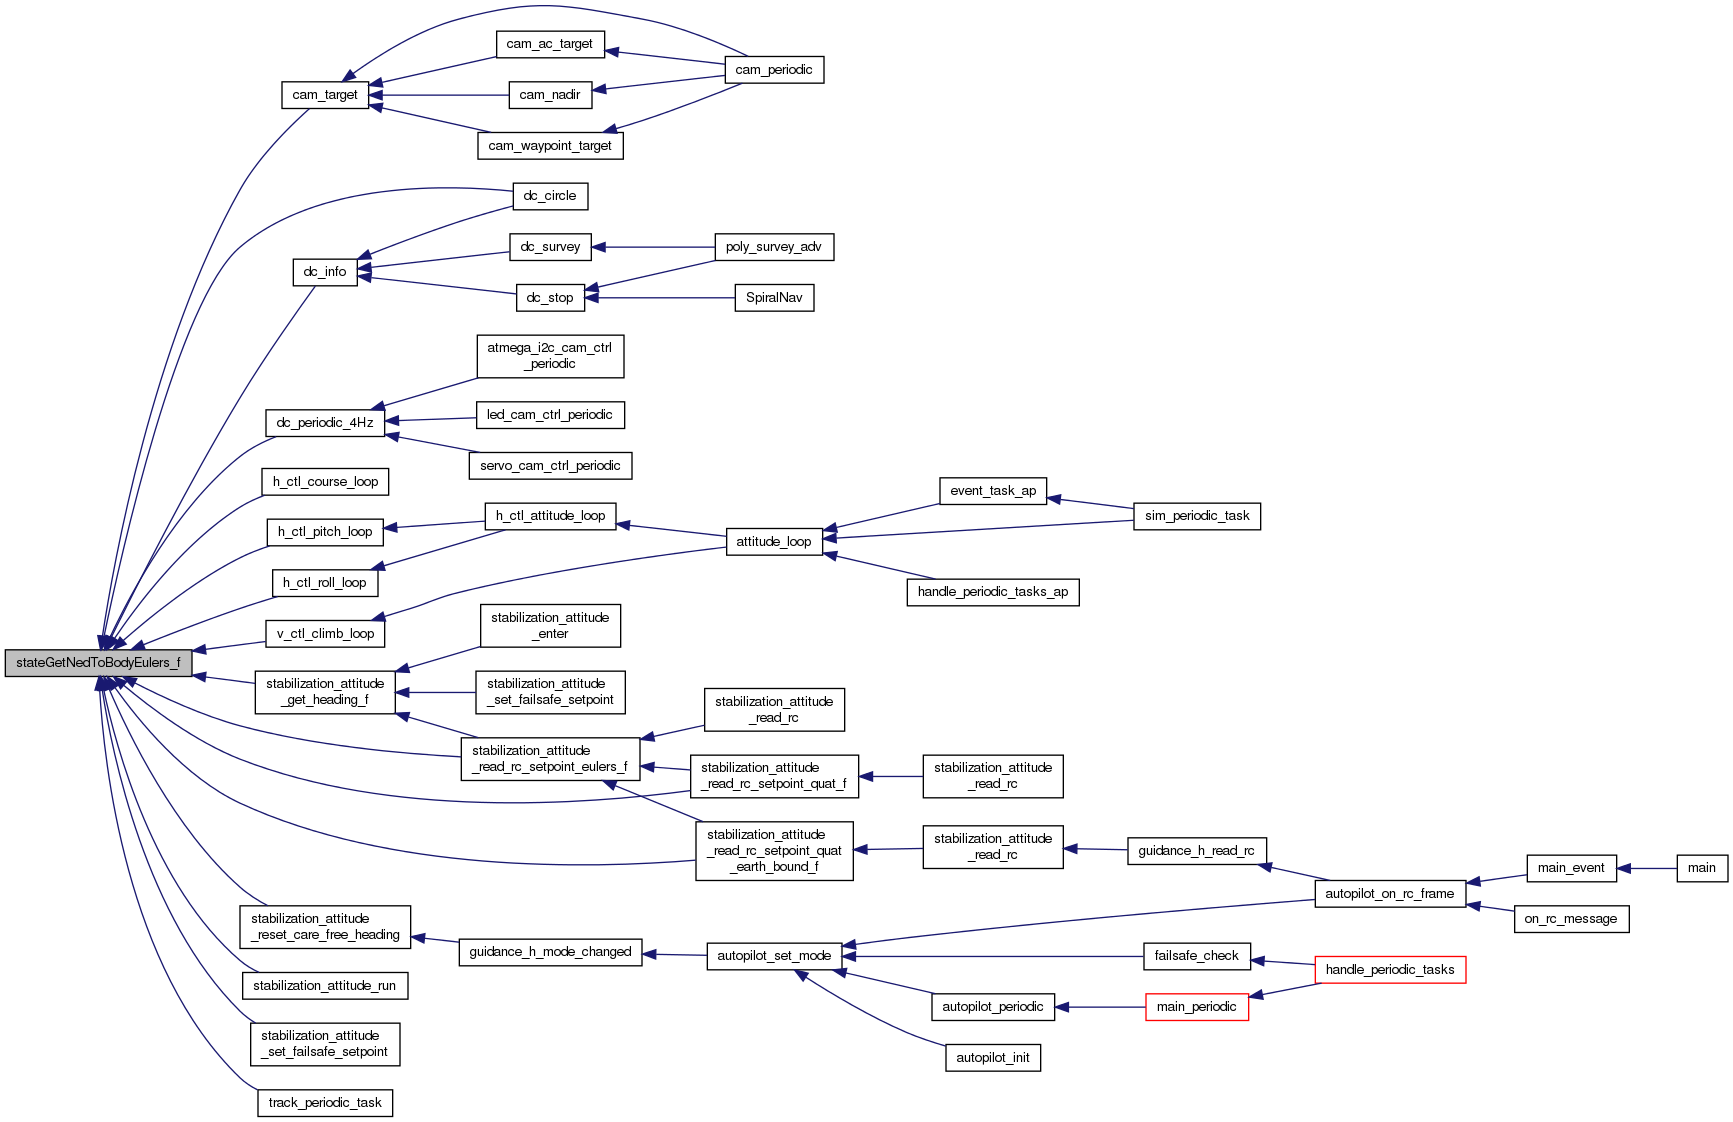 cam_ac_target
cam_periodic
cam_target
cam_nadir
cam_waypoint_target
dc_circle
dc_survey
poly_survey_adv
dc_info
dc_stop
SpiralNav
atmega_i2c_cam_ctrl
_periodic
dc_periodic_4Hz
led_cam_ctrl_periodic
servo_cam_ctrl_periodic
h_ctl_course_loop
event_task_ap
h_ctl_attitude_loop
sim_periodic_task
h_ctl_pitch_loop
attitude_loop
h_ctl_roll_loop
handle_periodic_tasks_ap
stabilization_attitude
_enter
v_ctl_climb_loop
stateGetNedToBodyEulers_f
stabilization_attitude
_get_heading_f
stabilization_attitude
_set_failsafe_setpoint
stabilization_attitude
_read_rc
stabilization_attitude
_read_rc_setpoint_eulers_f
stabilization_attitude
_read_rc_setpoint_quat_f
stabilization_attitude
_read_rc
stabilization_attitude
_read_rc_setpoint_quat
_earth_bound_f
stabilization_attitude
_read_rc
guidance_h_read_rc
main_event
main
autopilot_on_rc_frame
on_rc_message
stabilization_attitude
_reset_care_free_heading
guidance_h_mode_changed
autopilot_set_mode
failsafe_check
handle_periodic_tasks
stabilization_attitude_run
autopilot_periodic
main_periodic
stabilization_attitude
_set_failsafe_setpoint
autopilot_init
track_periodic_task